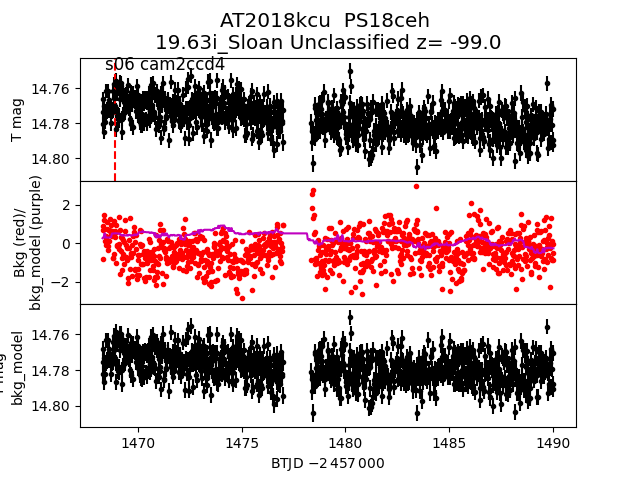 AT2018kcu PS18ceh
19.63i_Sloan Unclassified z= -99.0
s06 cam2ccd4
T mag
14.76
14.78
14.80
Bkg (red)/
bkg_model (purple)
2
0
−2
mag
bkg_model
14.76
14.78
14.80
1470
1475
1480
1485
1490
BTJD −2 457 000